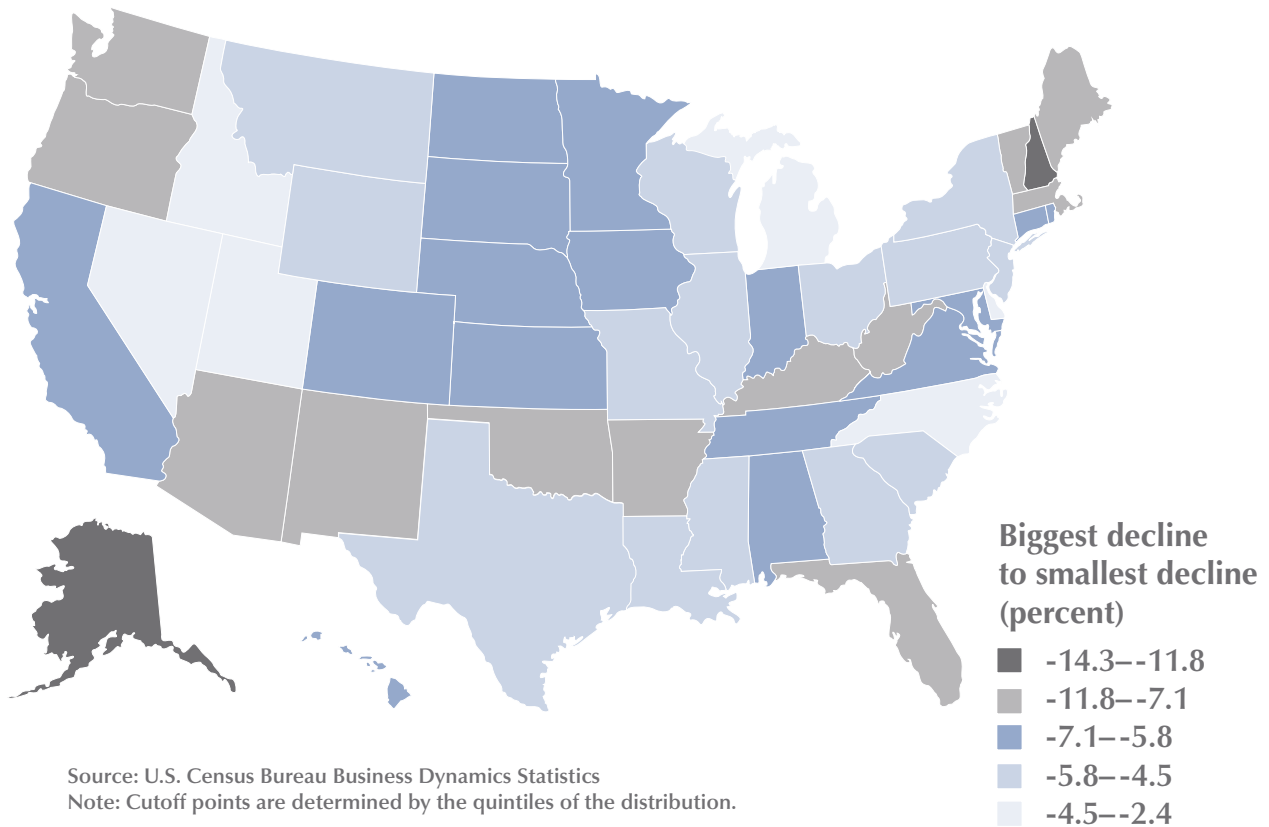 Biggest decline
to smallest decline
(percent)
-14.3–-11.8
-11.8–-7.1
-7.1–-5.8
-5.8–-4.5
-4.5–-2.4
Source: U.S. Census Bureau Business Dynamics Statistics
Note: Cutoff points are determined by the quintiles of the distribution.